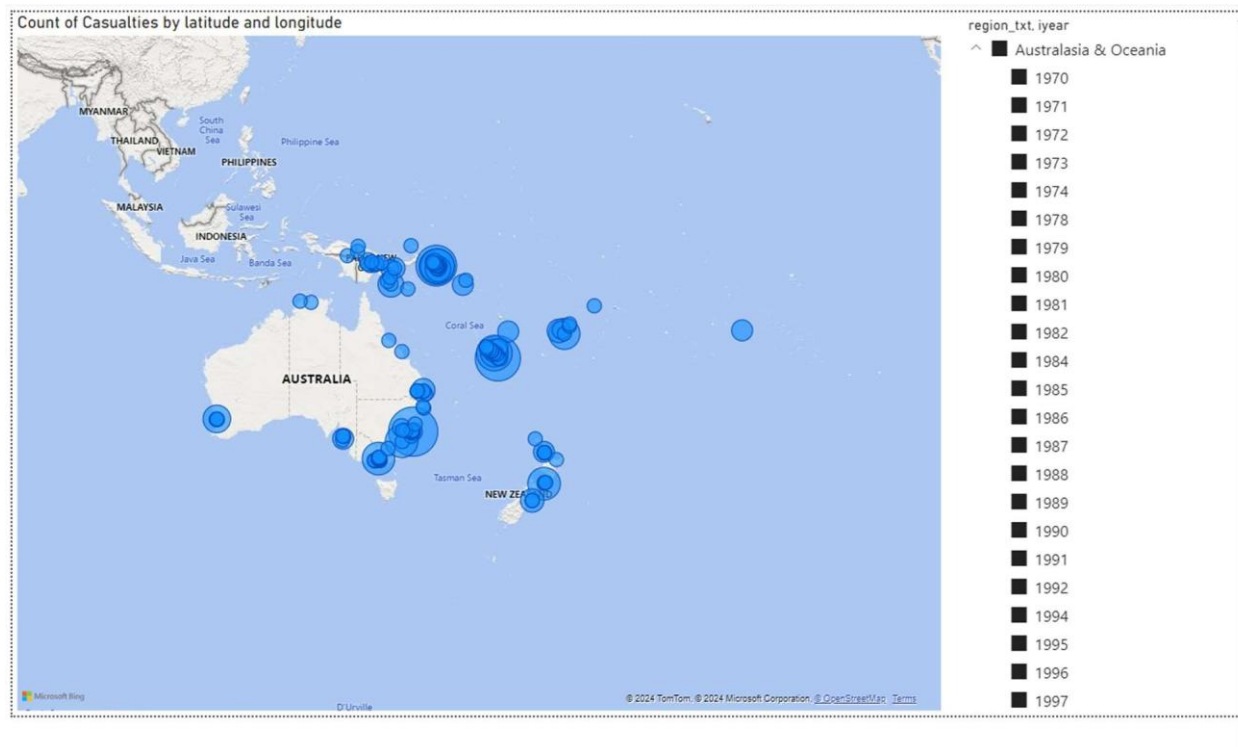 Count of Casualties by latitude and longitude
MYANMAR
South
China
Sea
THAILAND
VIETNAM
Philippine Sea
PHILIPPINES
MALAYSIA
Sulawesi
Sea
INDONESIA
Java Sea
Banda Sea
Coral Sea
AUSTRALIA
Tasman Sea
NEW ZEA
Microsoft Bing
© 2024 TomTom, © 2024 Microsoft Corporation, © OpenStreetMap Terms
D'Urville
region_txt, iyear
Australasia & Oceania
1970
1971
1972
1973
1974
1978
1979
1980
1981
1982
1984
1985
1986
1987
1988
1989
1990
1991
1992
1994
1995
1996
1997